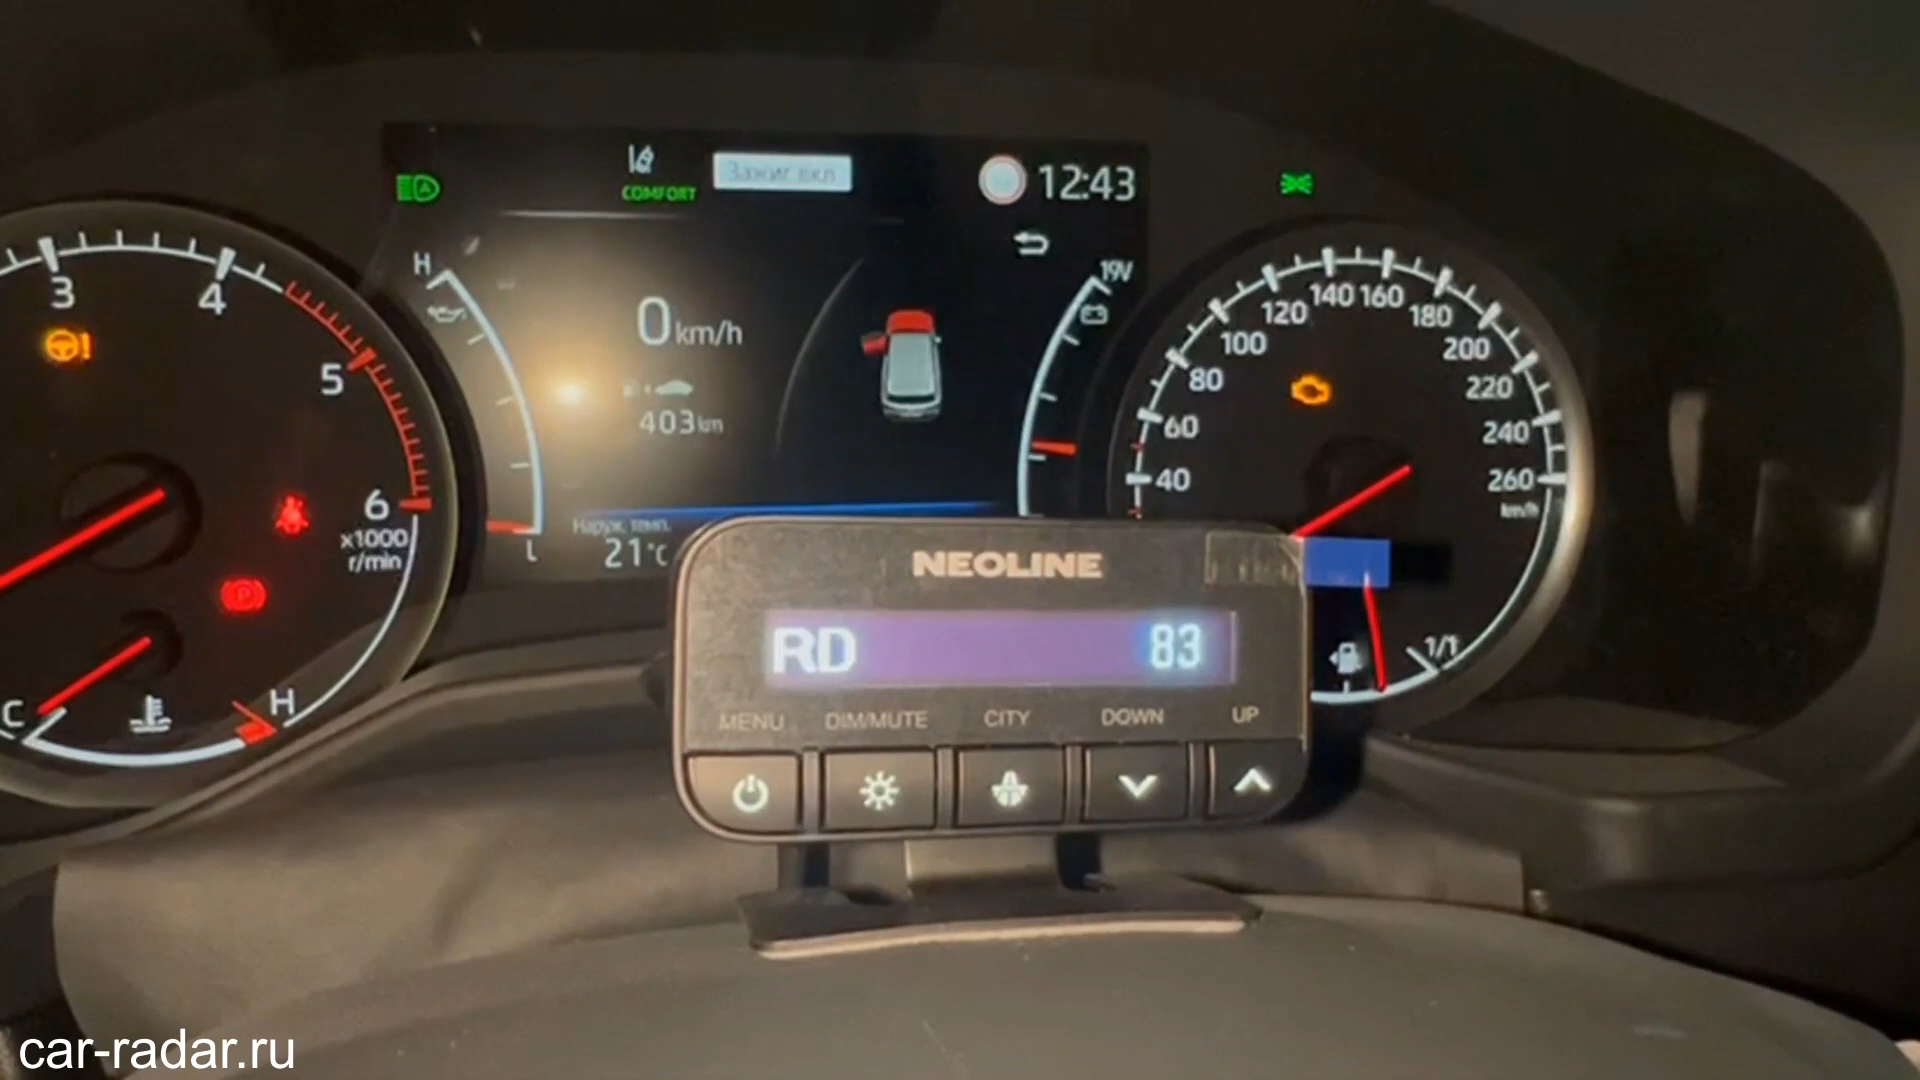 COMFORT
Зажиг вкл
12:43
H
19V
0 km/h
403 km
Наруж. темп.
21°C
L
3
4
5
6
x1000
r/min
C
H
40
60
80
100
120
140
160
180
200
220
240
260
km/h
1/1
NEOLINE
RD 83
MENU DIM/MUTE CITY DOWN UP
car-radar.ru